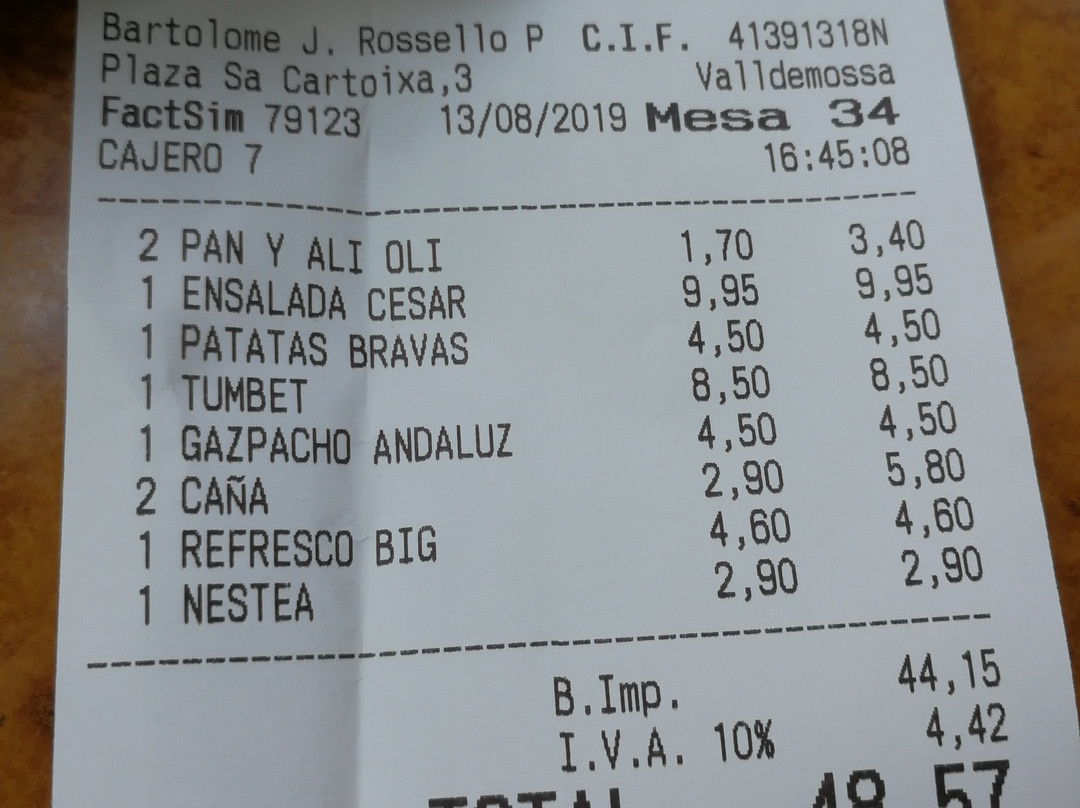 Bartolome J. Rossello P C.I.F. 41391318N
Plaza Sa Cartoixa,3 Valldemossa
FactSim 79123 13/08/2019 Mesa 34
CAJERO 7 16:45:08
2 PAN Y ALI OLI 1,70 3,40
1 ENSALADA CESAR 9,95 9,95
1 PATATAS BRAVAS 4,50 4,50
1 TUMBET 8,50 8,50
1 GAZPACHO ANDALUZ 4,50 4,50
2 CAÑA 2,90 5,80
1 REFRESCO BIG 4,60 4,60
1 NESTEA 2,90 2,90
B.Imp. 44,15
I.V.A. 10% 4,42
TOTAL 48,57